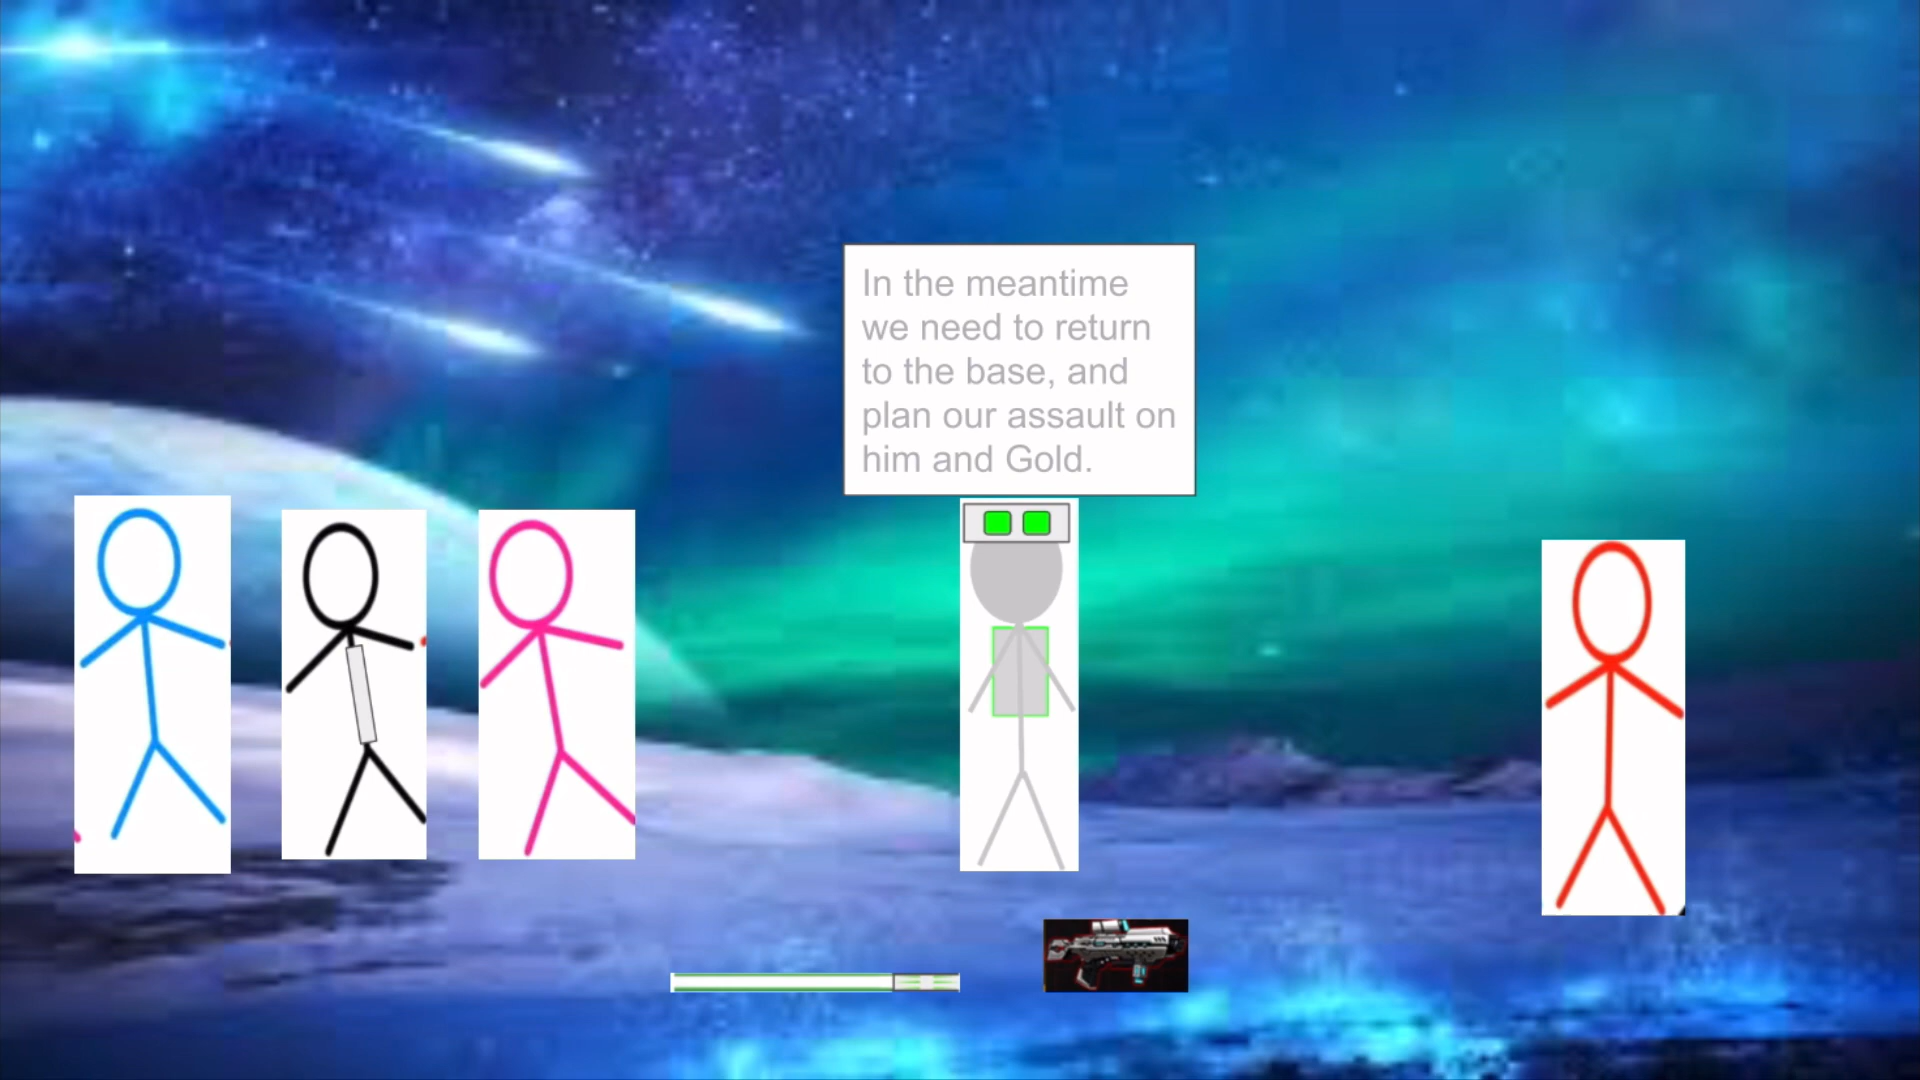 In the meantime
we need to return
to the base, and
plan our assault on
him and Gold.